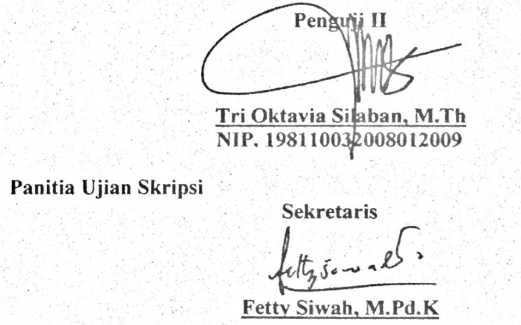 Penguji II
Tri Oktavia Silaban, M.Th
NIP. 198110032008012009
Panitia Ujian Skripsi
Sekretaris
Fetty Siwah, M.Pd.K